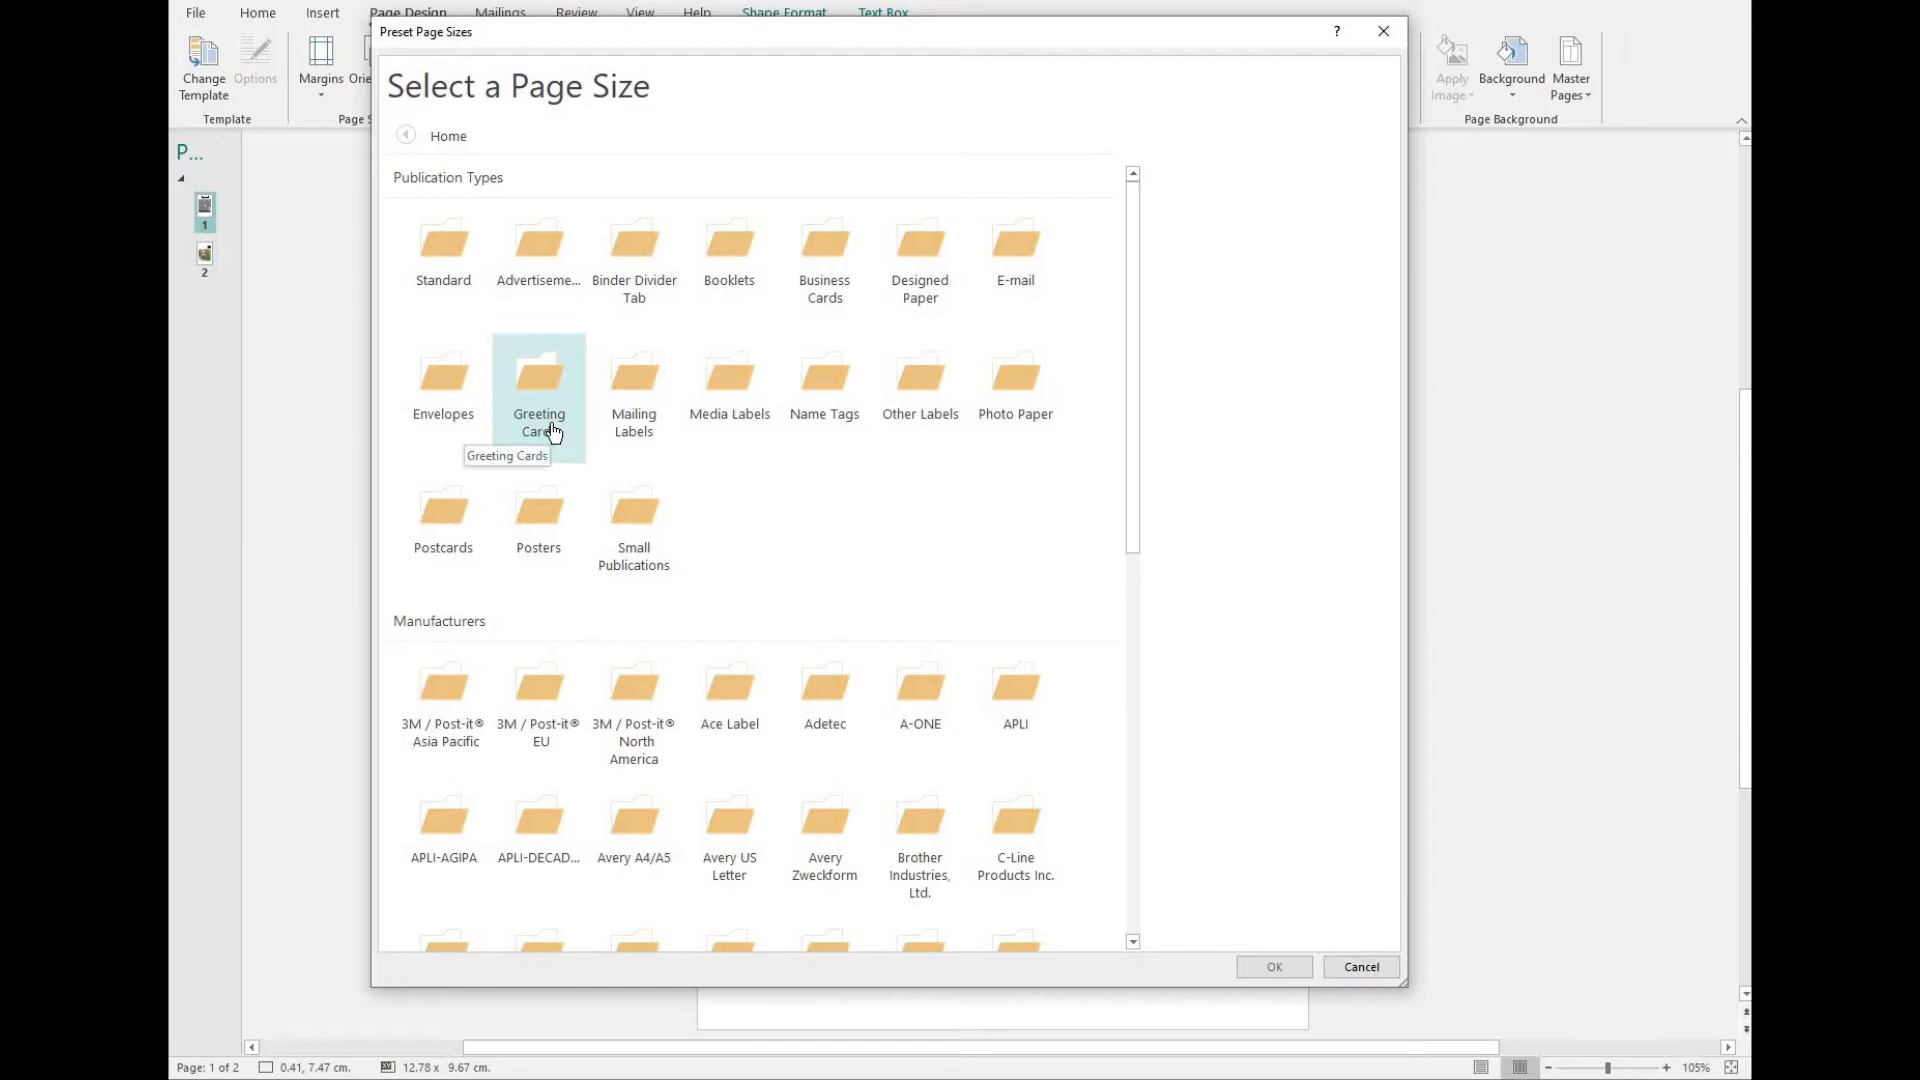 File Home Insert Page Design Mailings Review View Help Shape Format Text Box
Preset Page Sizes ?
Change Template
Options
Margins
Template
Page
Apply Image
Background
Master Pages
Page Background
P...
1
2
Select a Page Size
Home
Publication Types
Standard
Advertiseme...
Binder Divider Tab
Booklets
Business Cards
Designed Paper
E-mail
Envelopes
Greeting
Mailing Labels
Media Labels
Name Tags
Other Labels
Photo Paper
Greeting Cards
Postcards
Posters
Small Publications
Manufacturers
3M / Post-it® Asia Pacific
3M / Post-it® EU
3M / Post-it® North America
Ace Label
Adetec
A-ONE
APLI
APLI-AGIPA
APLI-DECAD...
Avery A4/A5
Avery US Letter
Avery Zweckform
Brother Industries, Ltd.
C-Line Products Inc.
OK Cancel
Page: 1 of 2 0.41, 7.47 cm. 12.78 x 9.67 cm. 105%